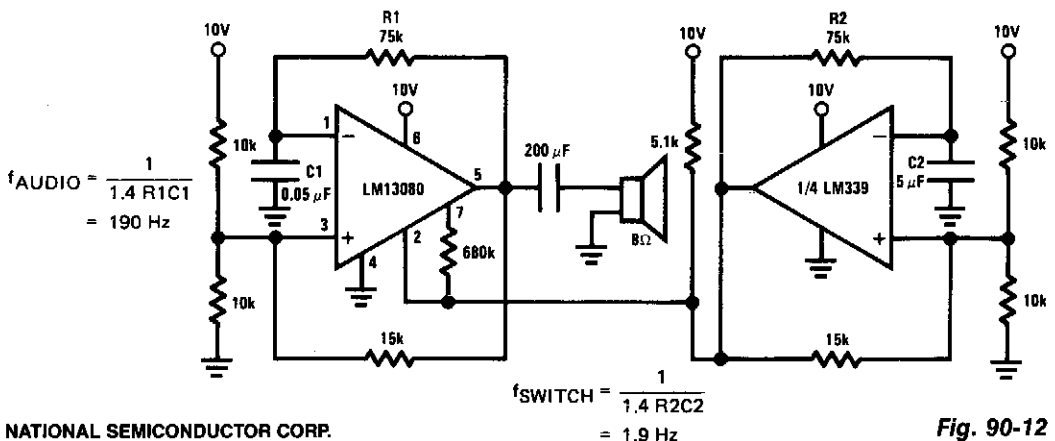 R1
75k
10V
10V
1
6
10k
C1
0.05 μF
LM13080
5
200 μF
8Ω
7
2
680k
3
4
10k
15k
fAUDIO = 1
1.4 R1C1
= 190 Hz
10V
5.1k
R2
75k
10V
10V
1/4 LM339
C2
5 μF
10k
10k
15k
fSWITCH = 1
1.4 R2C2
= 1.9 Hz
NATIONAL SEMICONDUCTOR CORP.
Fig. 90-12